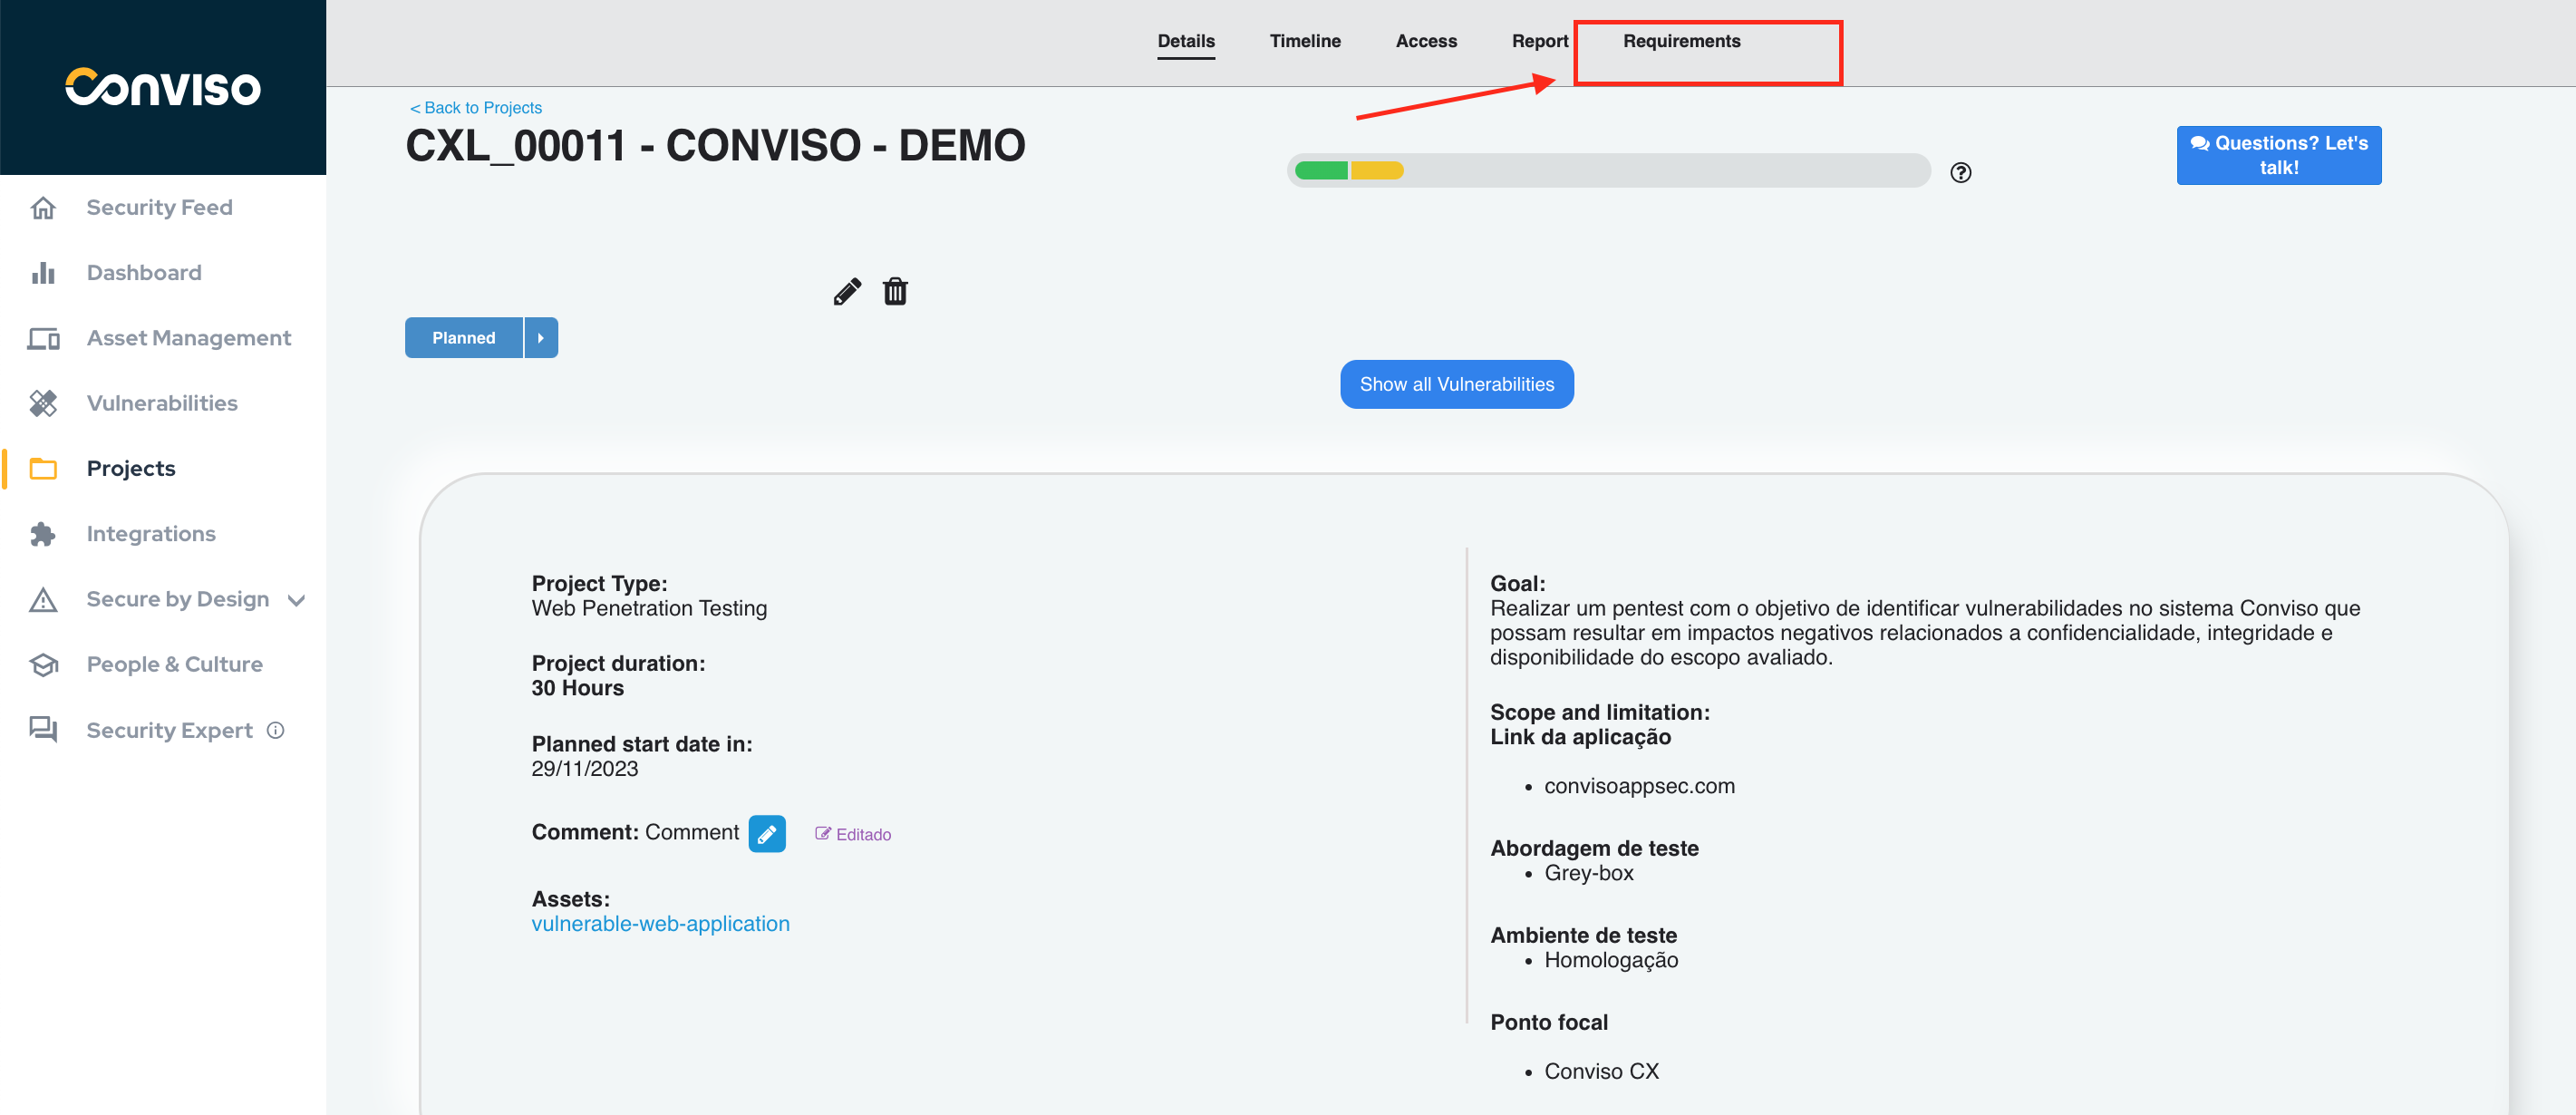 Conviso
Details Timeline Access Report Requirements
< Back to Projects
CXL_00011 - CONVISO - DEMO
Questions? Let's
talk!
Security Feed
Dashboard
Asset Management
Vulnerabilities
Projects
Integrations
Secure by Design
People & Culture
Security Expert
Planned
Show all Vulnerabilities
Project Type:
Web Penetration Testing
Project duration:
30 Hours
Planned start date in:
29/11/2023
Comment: Comment Editado
Assets:
vulnerable-web-application
Goal:
Realizar um pentest com o objetivo de identificar vulnerabilidades no sistema Conviso que
possam resultar em impactos negativos relacionados a confidencialidade, integridade e
disponibilidade do escopo avaliado.
Scope and limitation:
Link da aplicação
• convisoappsec.com
Abordagem de teste
• Grey-box
Ambiente de teste
• Homologação
Ponto focal
• Conviso CX